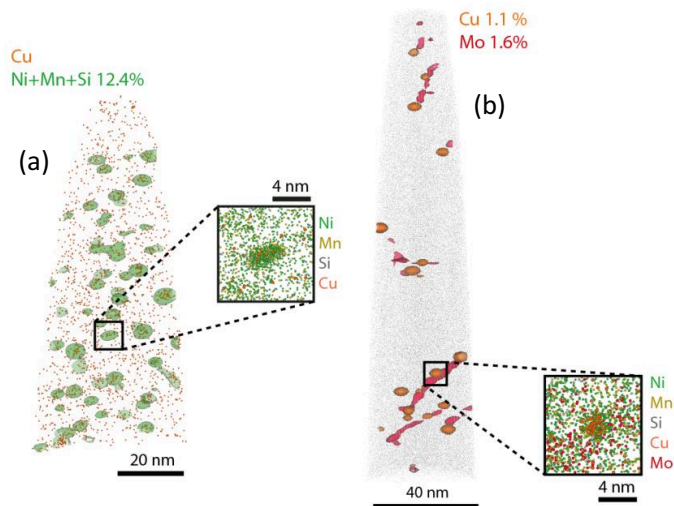 Cu
Ni+Mn+Si 12.4%
(a)
4 nm
Ni
Mn
Si
Cu
20 nm
Cu 1.1 %
Mo 1.6%
(b)
Ni
Mn
Si
Cu
Mo
4 nm
40 nm